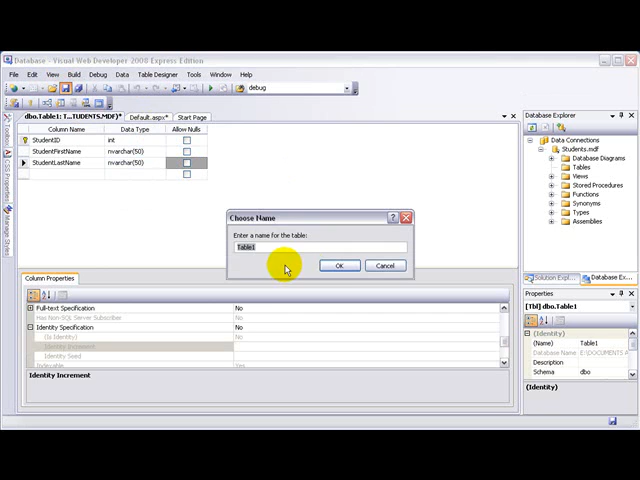 Database - Visual Web Developer 2008 Express Edition
File Edit View Build Debug Data Table Designer Tools Window Help
debug
dbo.Table1: T...TUDENTS.MDF)* Default.aspx* Start Page
Column Name Data Type Allow Nulls
StudentID int
StudentFirstName nvarchar(50)
StudentLastName nvarchar(50)
Toolbox
CSS Properties
Manage Styles
Database Explorer
Data Connections
Students.mdf
Database Diagrams
Tables
Views
Stored Procedures
Functions
Synonyms
Types
Assemblies
Choose Name
Enter a name for the table:
Table1
OK Cancel
Column Properties
Full-text Specification No
Has Non-SQL Server Subscriber No
Identity Specification No
(Is Identity) No
Identity Increment
Identity Seed
Indexable Yes
Identity Increment
Solution Expl... Database Ex...
Properties
[Tbl] dbo.Table1
(Identity)
(Name) Table1
Database Name E:\DOCUMENTS A
Description
Schema dbo
(Identity)